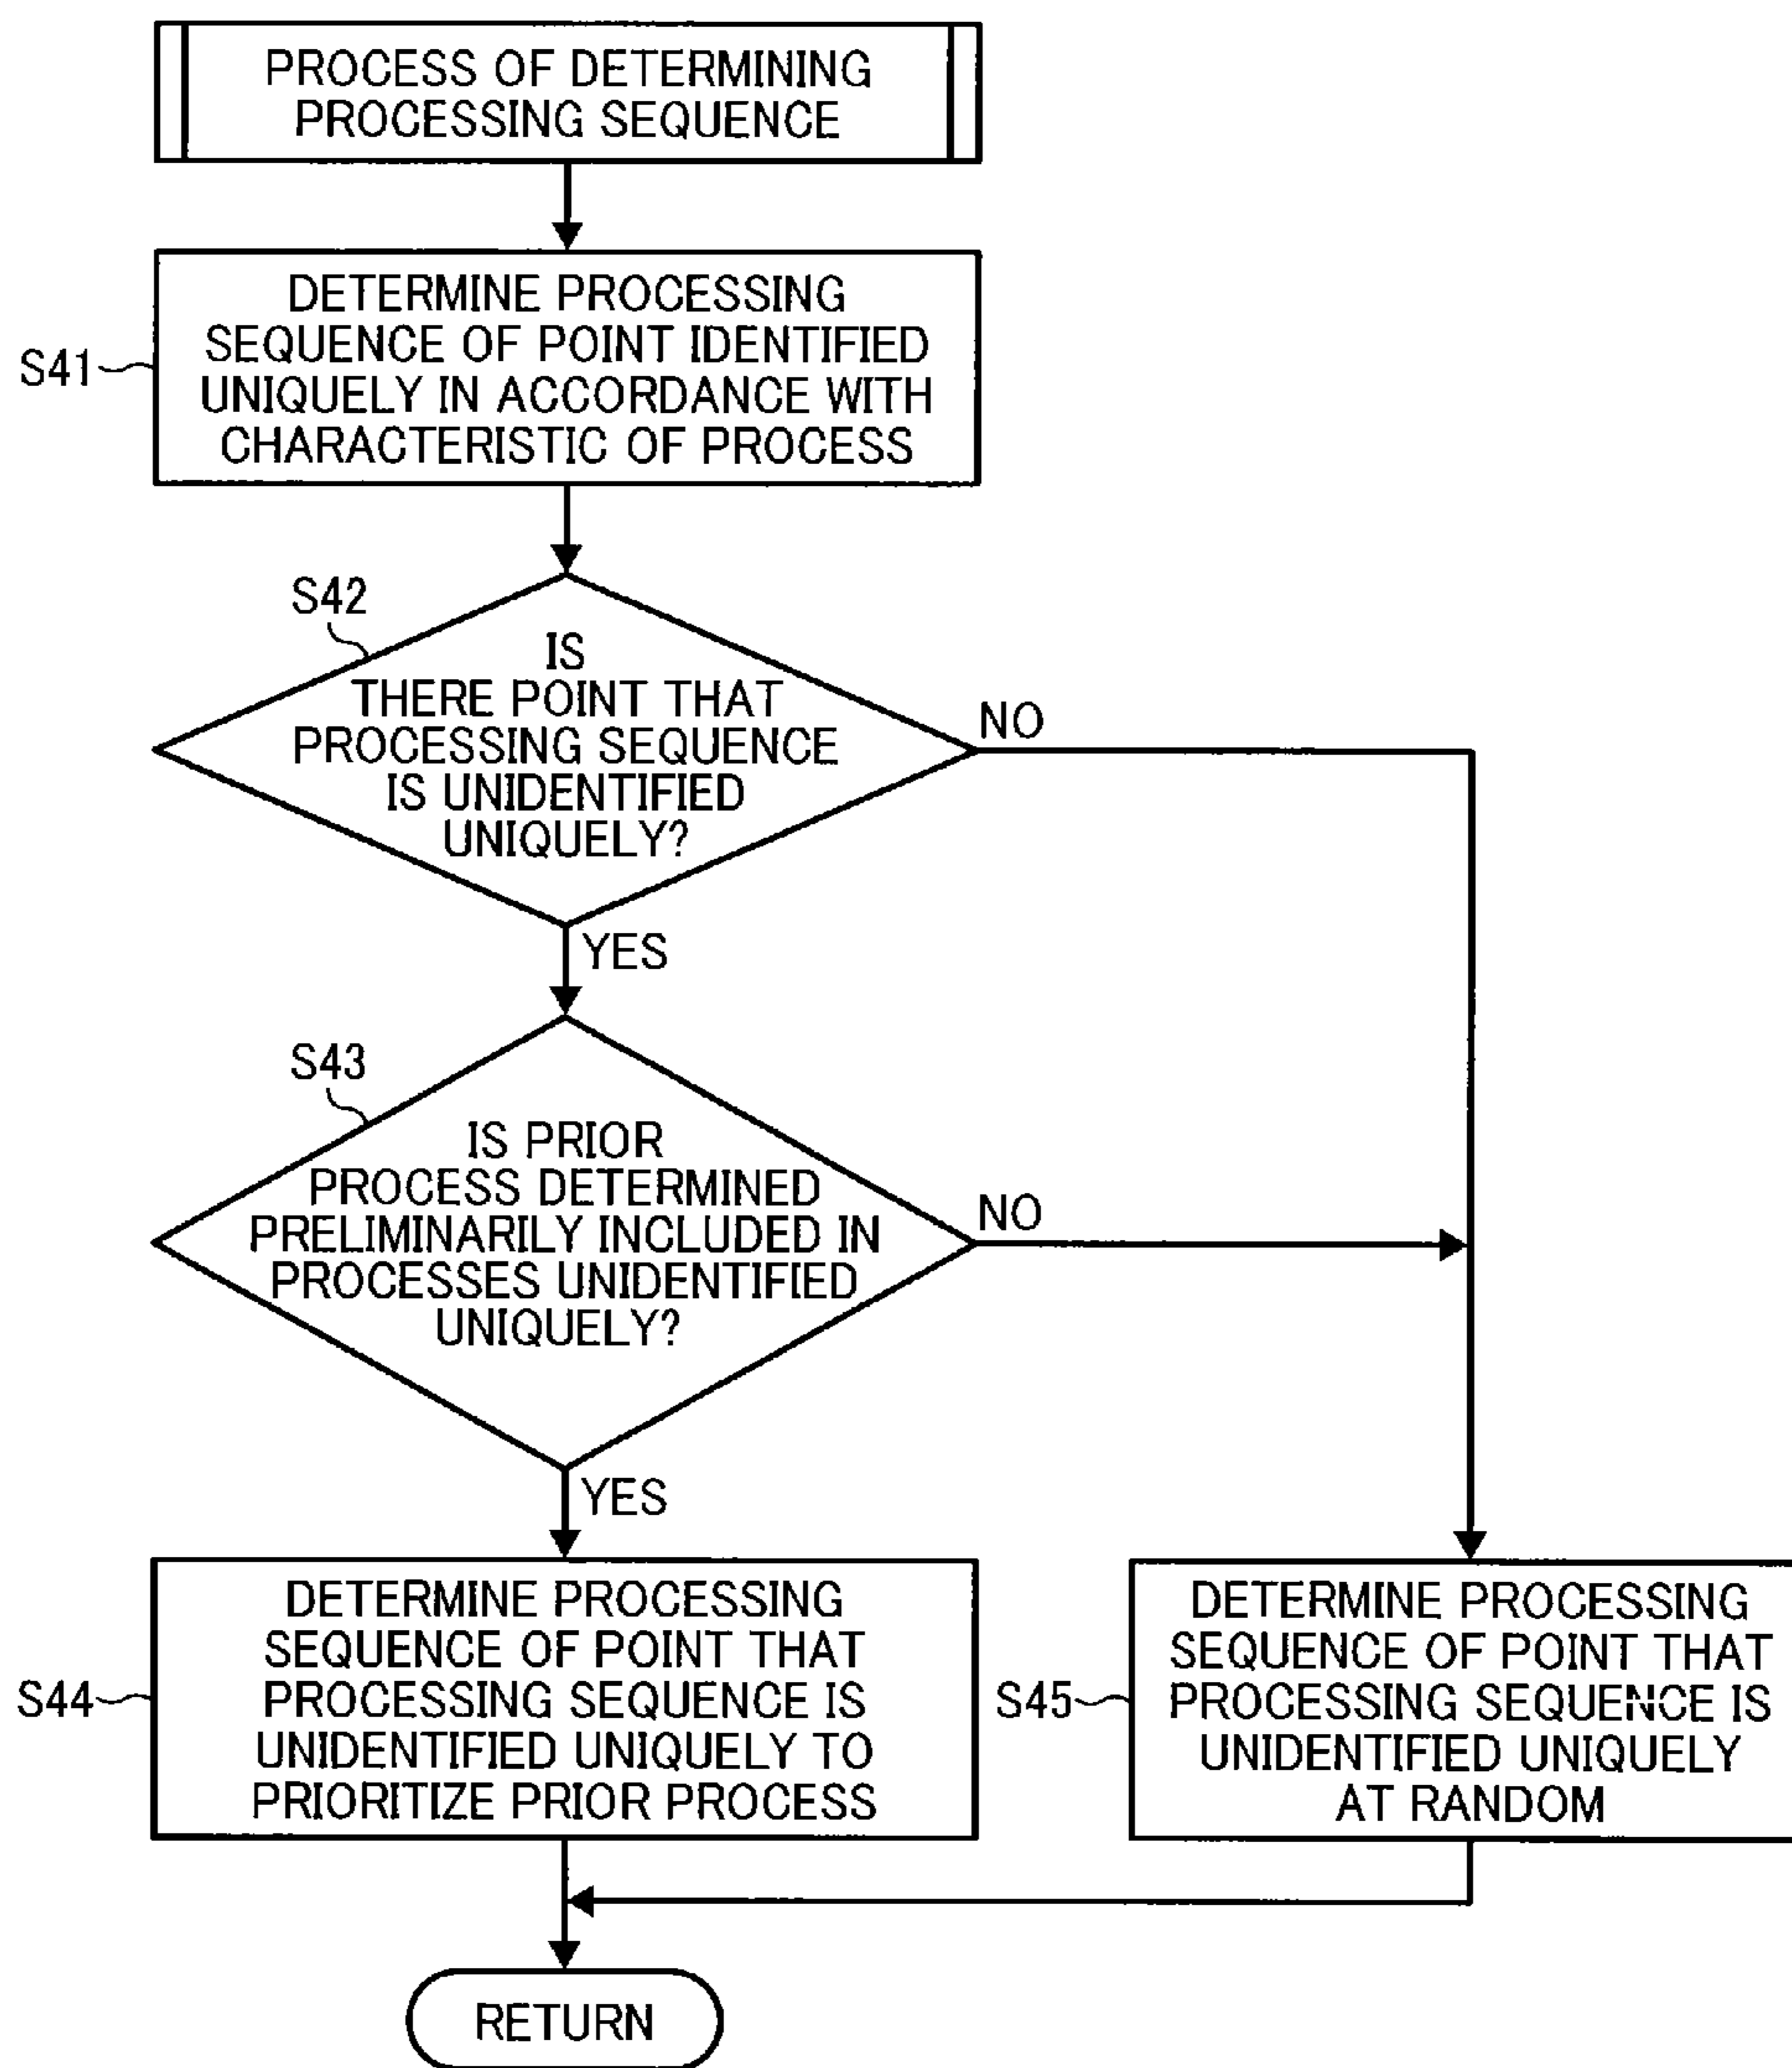 PROCESS OF DETERMINING
PROCESSING SEQUENCE
S41
DETERMINE PROCESSING
SEQUENCE OF POINT IDENTIFIED
UNIQUELY IN ACCORDANCE WITH
CHARACTERISTIC OF PROCESS
S42
IS
THERE POINT THAT
PROCESSING SEQUENCE
IS UNIDENTIFIED
UNIQUELY?
NO
YES
S43
IS PRIOR
PROCESS DETERMINED
PRELIMINARILY INCLUDED IN
PROCESSES UNIDENTIFIED
UNIQUELY?
NO
YES
S44
DETERMINE PROCESSING
SEQUENCE OF POINT THAT
PROCESSING SEQUENCE IS
UNIDENTIFIED UNIQUELY TO
PRIORITIZE PRIOR PROCESS
S45
DETERMINE PROCESSING
SEQUENCE OF POINT THAT
PROCESSING SEQUENCE IS
UNIDENTIFIED UNIQUELY
AT RANDOM
RETURN